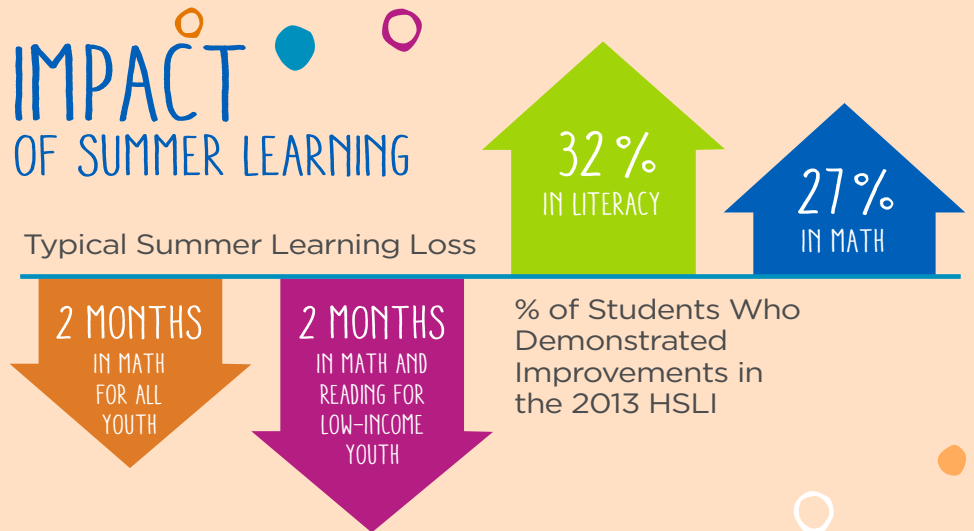 IMPACT
OF SUMMER LEARNING
Typical Summer Learning Loss
2 MONTHS
IN MATH
FOR ALL
YOUTH
2 MONTHS
IN MATH AND
READING FOR
LOW-INCOME
YOUTH
32%
IN LITERACY
27%
IN MATH
% of Students Who
Demonstrated
Improvements in
the 2013 HSLI